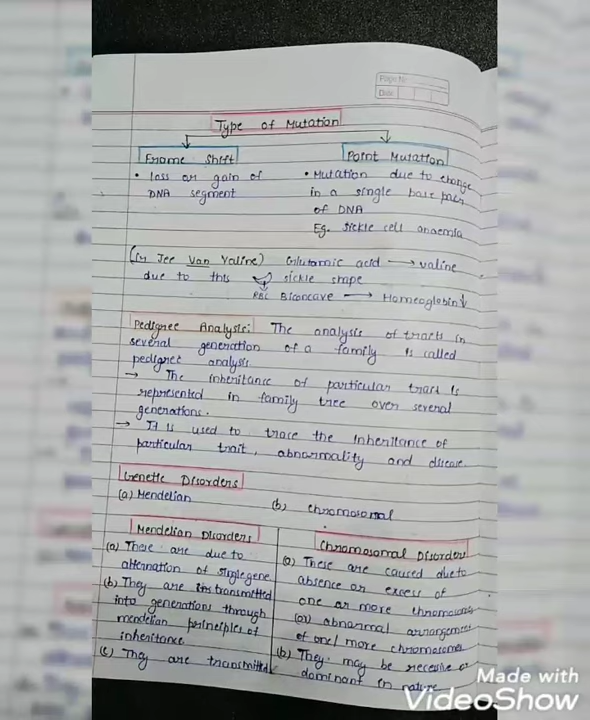 Page No.
Date
Type of Mutation
Frame Shift
• loss or gain of
DNA segment
Point Mutation
• Mutation due to change
in a single base pair
of DNA
Eg. Sickle cell anaemia
Jee Van Valine) Glutamic acid → valine
due to this sickle shape
RBC Biconcave → Homeoglobin↓
Pedigree Analysis: The analysis of traits in
several generation of a family is called
pedigree analysis
→ The inheritance of particular trait is
represented in family tree over several
generations.
→ It is used to trace the inheritance of
particular trait, abnormality and disease.
Genetic Disorders
(a) Mendelian
(b) Chromosomal
Mendelian Disorders
(a) These are due to
alternation of single gene
(b) They are transmitted
into generations through
mendelian principles of
inheritance
(c) They are transmitted
Chromosomal Disorders
(a) These are caused due to
absence or excess of
one or more chromosomes
(or) abnormal arrangement
of one/more chromosomes
(b) They may be recessive or
dominant in nature
Made with
VideoShow